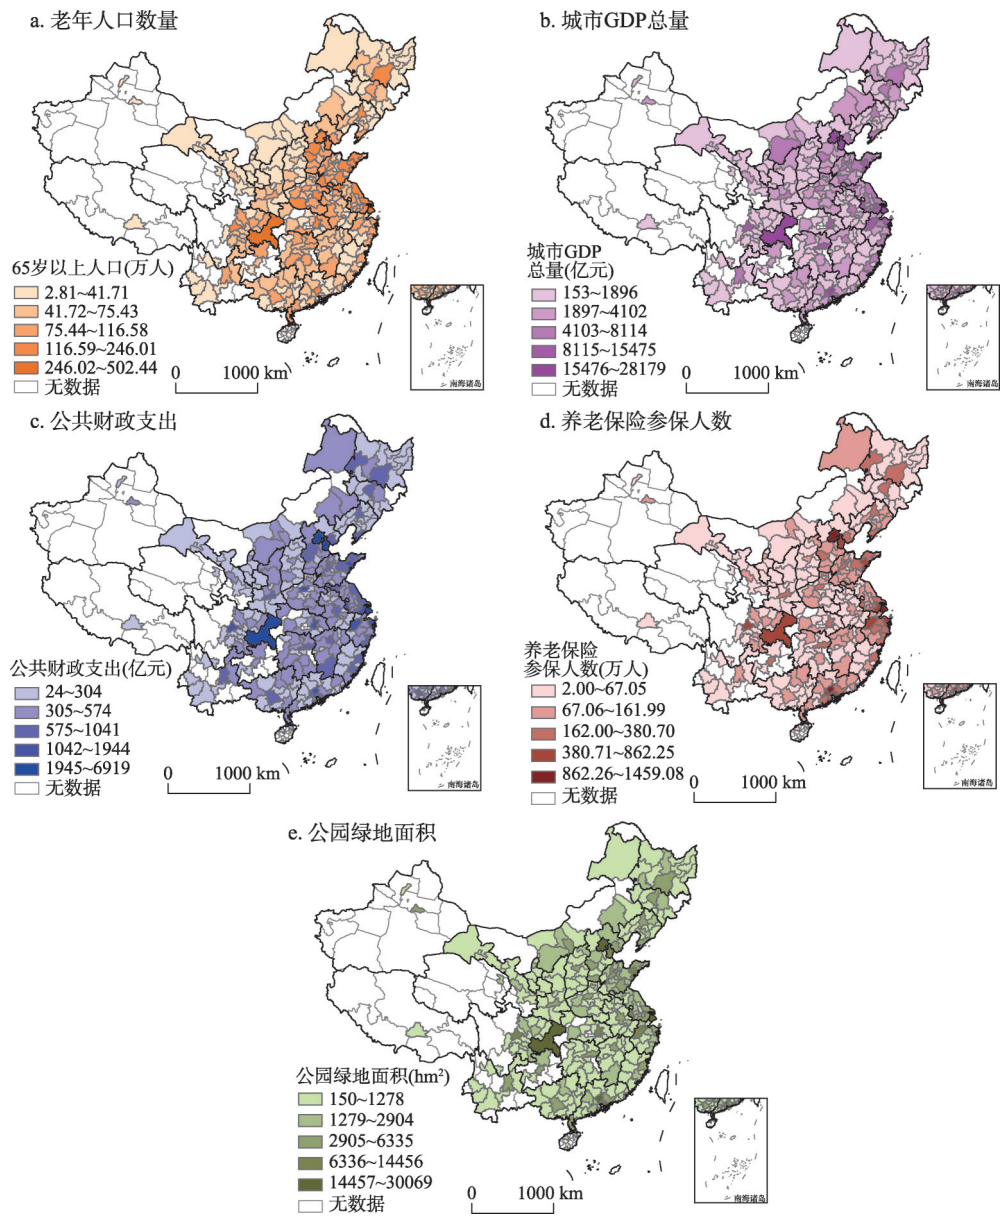 a. 老年人口数量
65岁以上人口(万人)
2.81~41.71
41.72~75.43
75.44~116.58
116.59~246.01
246.02~502.44
无数据
0 1000 km
南海诸岛
b. 城市GDP总量
城市GDP
总量(亿元)
153~1896
1897~4102
4103~8114
8115~15475
15476~28179
无数据
0 1000 km
南海诸岛
c. 公共财政支出
公共财政支出(亿元)
24~304
305~574
575~1041
1042~1944
1945~6919
无数据
0 1000 km
南海诸岛
d. 养老保险参保人数
养老保险
参保人数(万人)
2.00~67.05
67.06~161.99
162.00~380.70
380.71~862.25
862.26~1459.08
无数据
0 1000 km
南海诸岛
e. 公园绿地面积
公园绿地面积(hm²)
150~1278
1279~2904
2905~6335
6336~14456
14457~30069
无数据
0 1000 km
南海诸岛